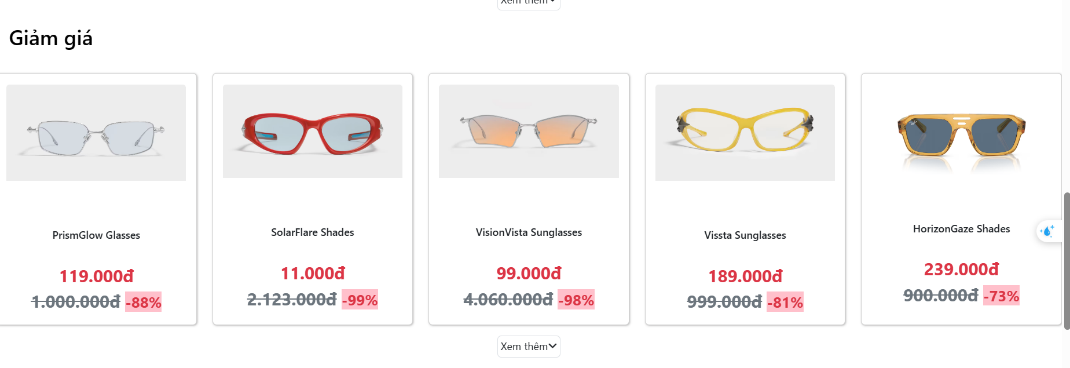 Xem thêm
Giảm giá
PrismGlow Glasses
119.000đ
1.000.000đ -88%
SolarFlare Shades
11.000đ
2.123.000đ -99%
VisionVista Sunglasses
99.000đ
4.060.000đ -98%
Vissta Sunglasses
189.000đ
999.000đ -81%
HorizonGaze Shades
239.000đ
900.000đ -73%
Xem thêm